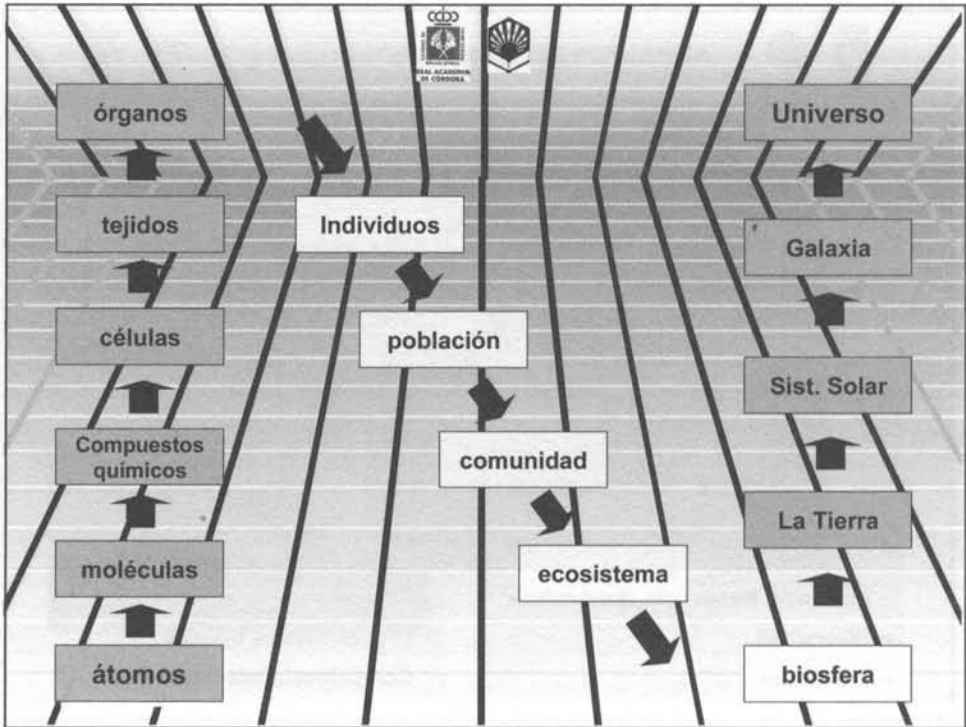 REAL ACADEMIA
DE CÓRDOBA
órganos
tejidos
células
Compuestos
químicos
moléculas
átomos
Individuos
población
comunidad
ecosistema
biosfera
La Tierra
Sist. Solar
Galaxia
Universo